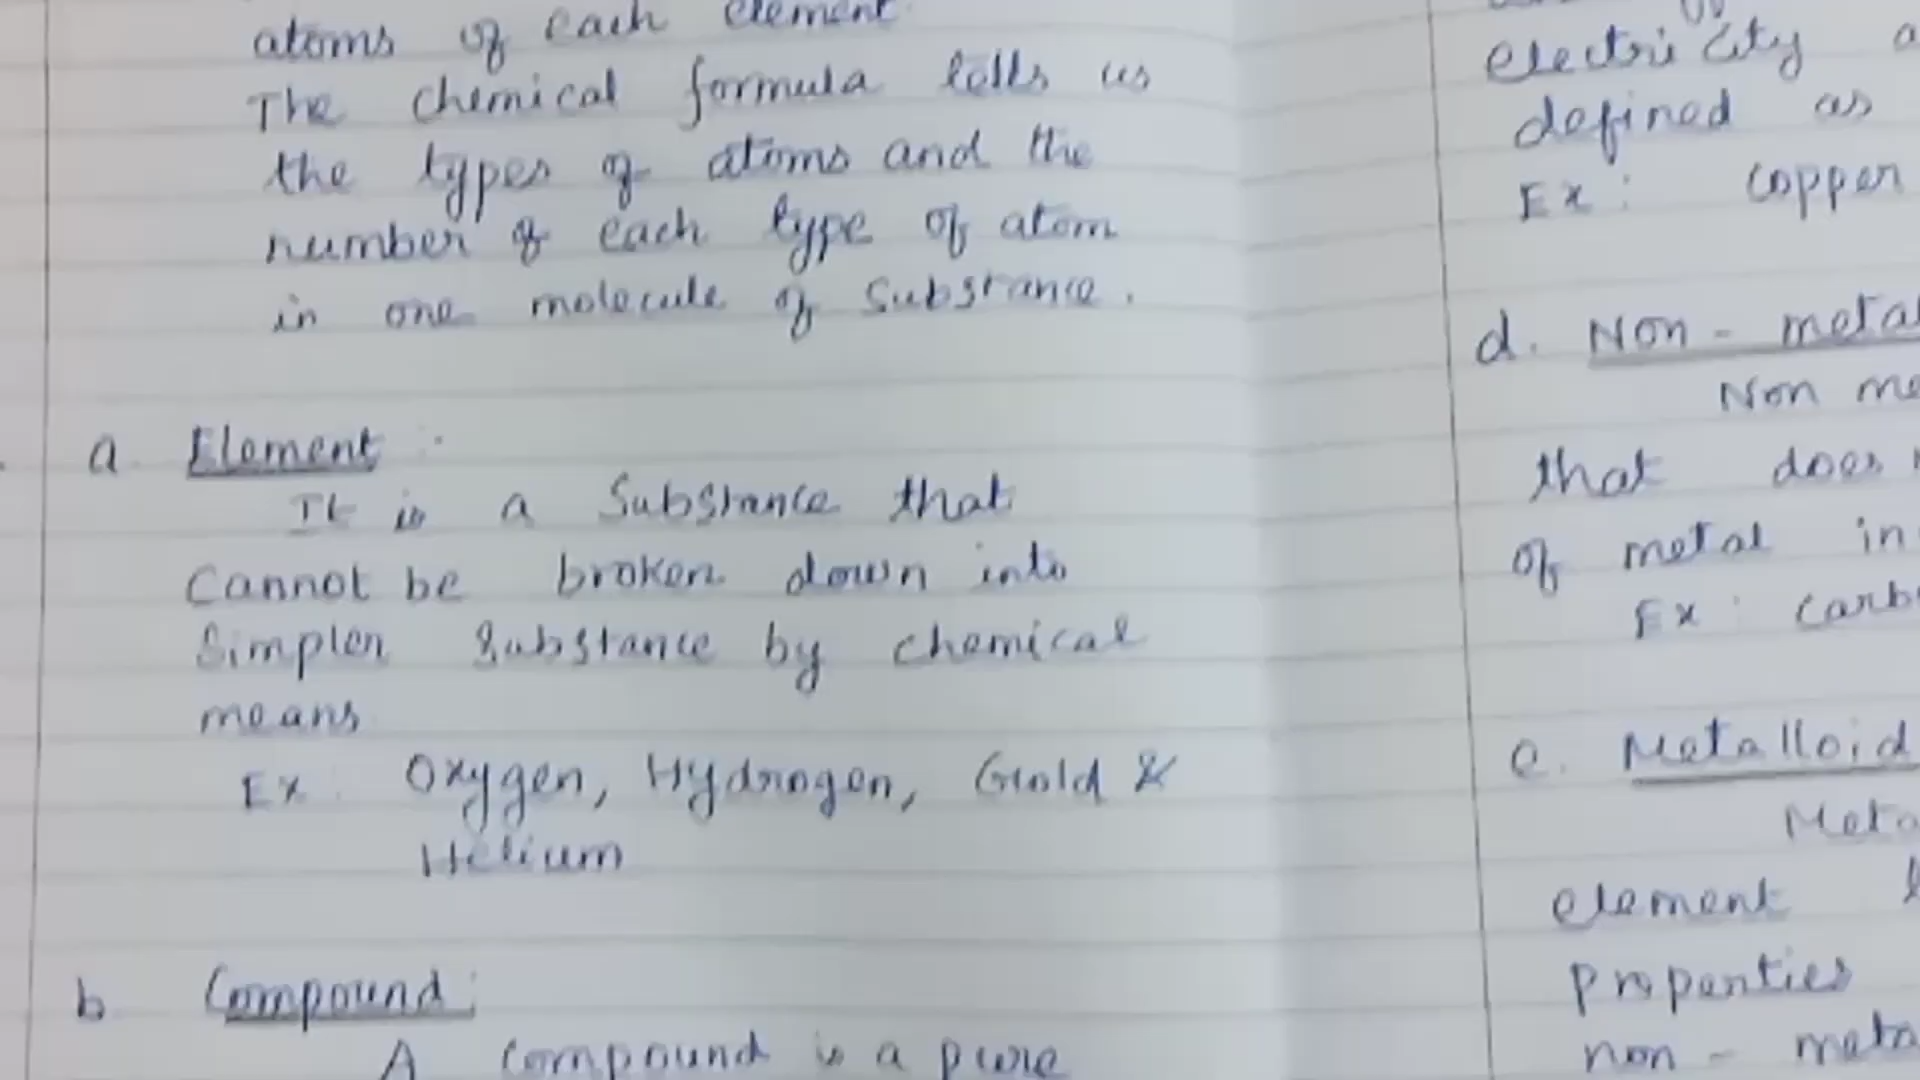 atoms of each element.
The chemical formula tells us
the types of atoms and the
number of each type of atom
in one molecule of substance.
a. Element :
It is a substance that
cannot be broken down into
simpler substance by chemical
means
Ex : Oxygen, Hydrogen, Gold &
Helium
b. Compound :
A compound is a pure
electricity a
defined as
Ex : copper
d. Non - metal
Non me
that does
of metal in
Ex : carb
e. Metalloid
Meta
element
properties
non - meta